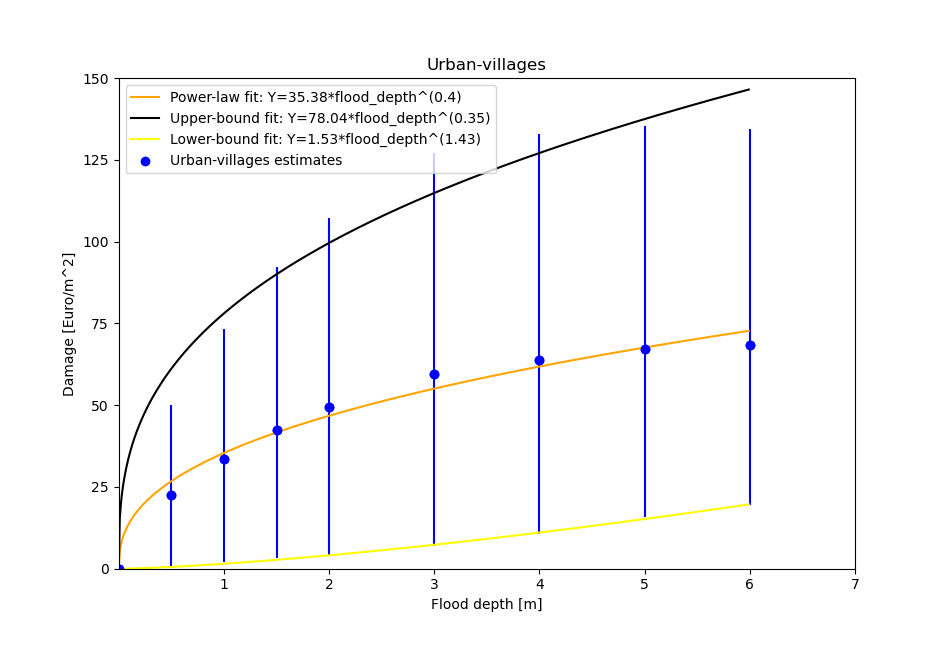 Urban-villages
Power-law fit: Y=35.38*flood_depth^(0.4)
Upper-bound fit: Y=78.04*flood_depth^(0.35)
Lower-bound fit: Y=1.53*flood_depth^(1.43)
Urban-villages estimates
Damage [Euro/m^2]
150
125
100
75
50
25
0
1 2 3 4 5 6 7
Flood depth [m]